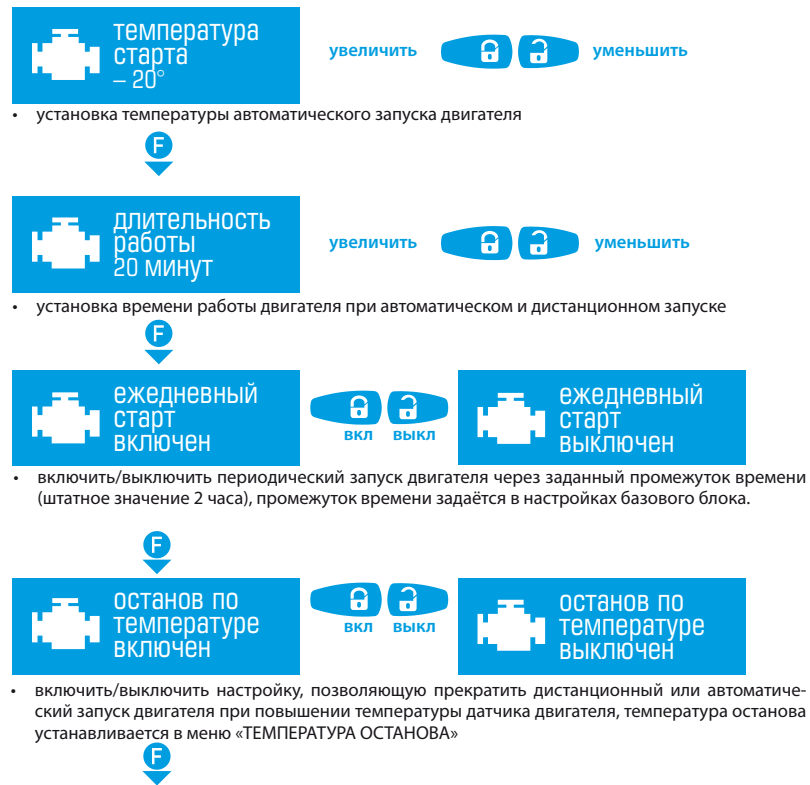 температура
старта
– 20°
увеличить уменьшить
• установка температуры автоматического запуска двигателя
F
длительность
работы
20 минут
увеличить уменьшить
• установка времени работы двигателя при автоматическом и дистанционном запуске
F
ежедневный
старт
включен
вкл выкл
ежедневный
старт
выключен
• включить/выключить периодический запуск двигателя через заданный промежуток времени
(штатное значение 2 часа), промежуток времени задаётся в настройках базового блока.
F
останов по
температуре
включен
вкл выкл
останов по
температуре
выключен
• включить/выключить настройку, позволяющую прекратить дистанционный или автоматиче-
ский запуск двигателя при повышении температуры датчика двигателя, температура останова
устанавливается в меню «ТЕМПЕРАТУРА ОСТАНОВА»
F